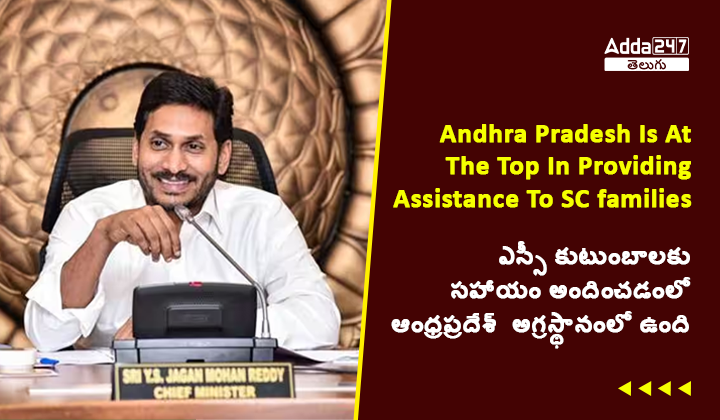 Adda247
తెలుగు
Andhra Pradesh Is At
The Top In Providing
Assistance To SC families
ఎస్సీ కుటుంబాలకు
సహాయం అందించడంలో
ఆంధ్రప్రదేశ్ అగ్రస్థానంలో ఉంది
SRI Y.S. JAGAN MOHAN REDDY
CHIEF MINISTER